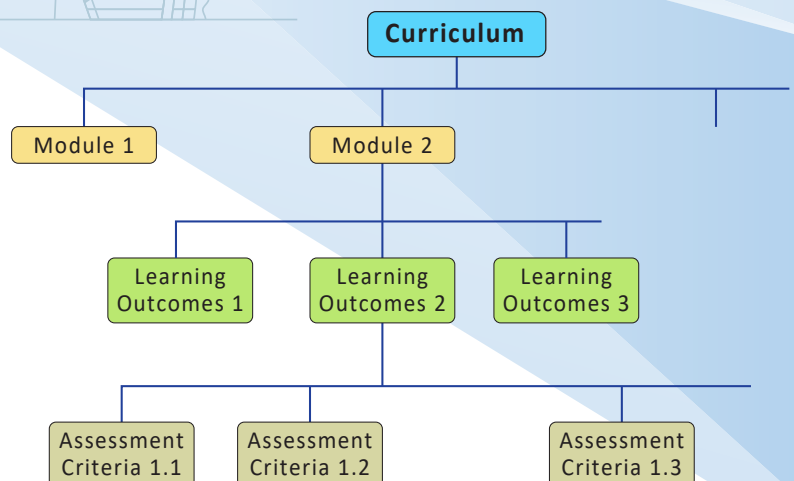 Curriculum
Module 1
Module 2
Learning
Outcomes 1
Learning
Outcomes 2
Learning
Outcomes 3
Assessment
Criteria 1.1
Assessment
Criteria 1.2
Assessment
Criteria 1.3